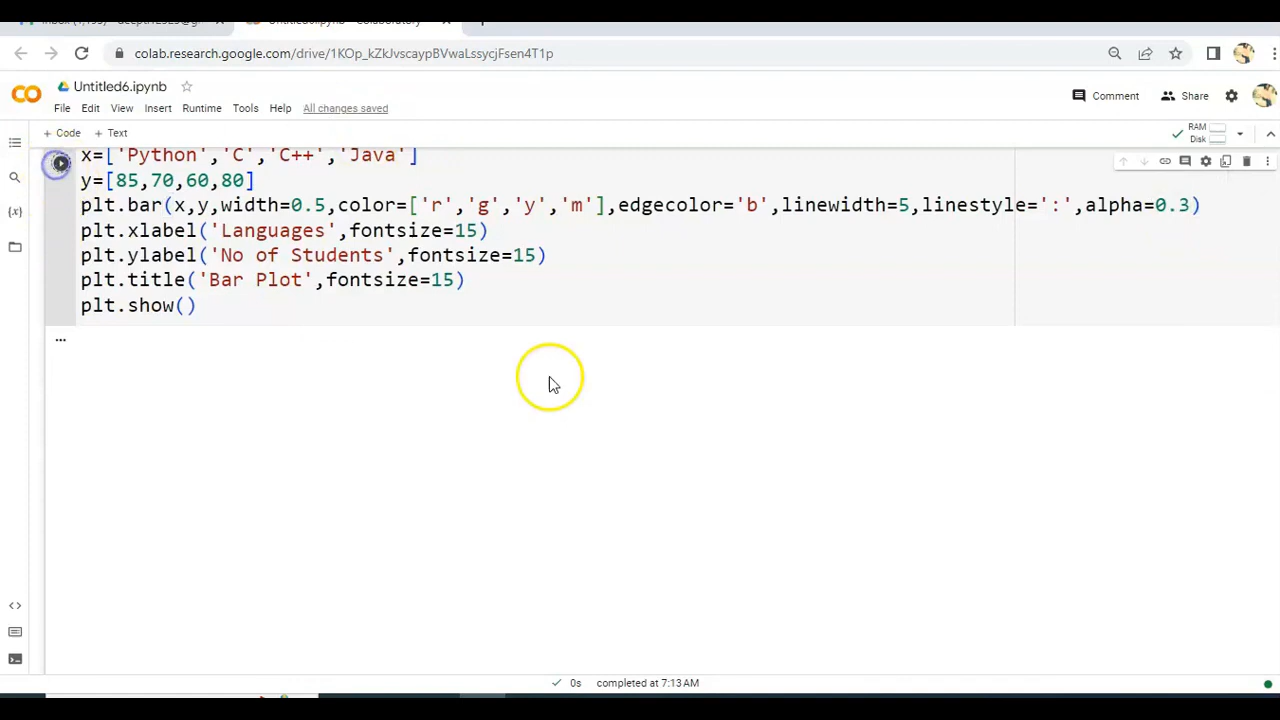 colab.research.google.com/drive/1KOp_kZkJvscaypBVwaLssycjFsen4T1p
Untitled6.ipynb
File Edit View Insert Runtime Tools Help All changes saved
Comment
Share
+ Code + Text
RAM
Disk
x=['Python','C','C++','Java']
y=[85,70,60,80]
plt.bar(x,y,width=0.5,color=['r','g','y','m'],edgecolor='b',linewidth=5,linestyle=':',alpha=0.3)
plt.xlabel('Languages',fontsize=15)
plt.ylabel('No of Students',fontsize=15)
plt.title('Bar Plot',fontsize=15)
plt.show()
...
0s completed at 7:13 AM